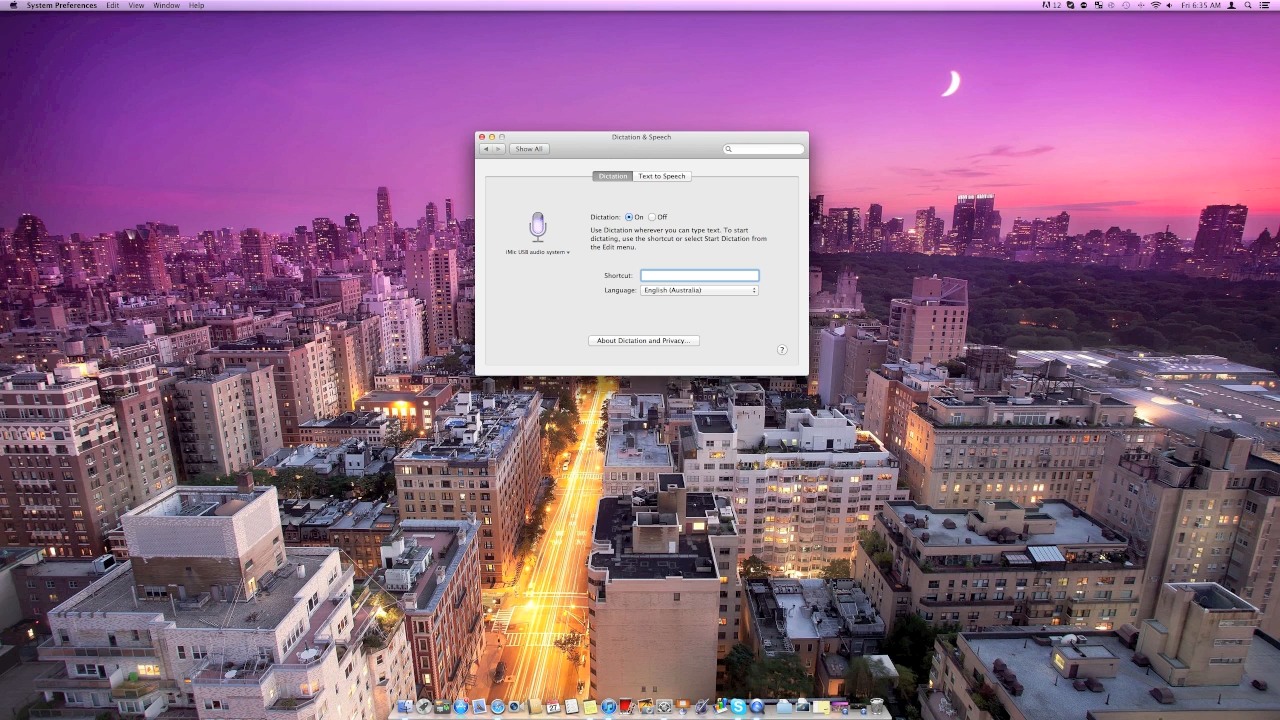 System Preferences Edit View Window Help
12 Fri 6:35 AM
Dictation & Speech
Show All
Dictation Text to Speech
Dictation: On Off
Use Dictation wherever you can type text. To start
dictating, use the shortcut or select Start Dictation from
the Edit menu.
iMic USB audio system
Shortcut:
Language: English (Australia)
About Dictation and Privacy...
?